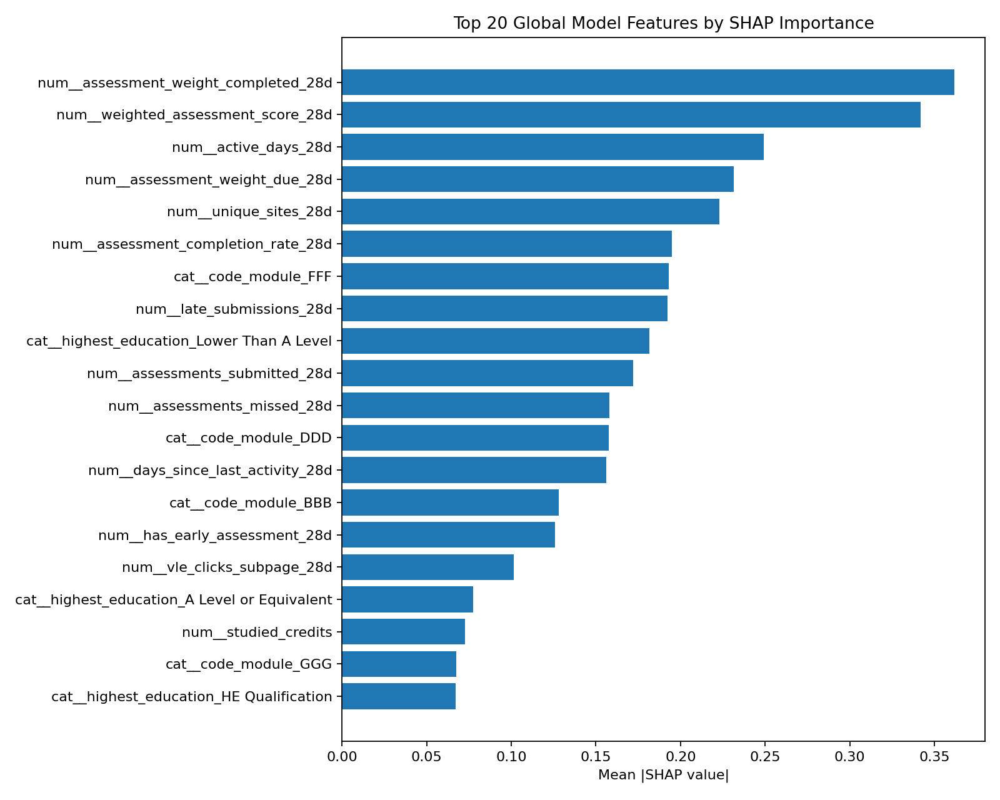 Top 20 Global Model Features by SHAP Importance
num__assessment_weight_completed_28d
num__weighted_assessment_score_28d
num__active_days_28d
num__assessment_weight_due_28d
num__unique_sites_28d
num__assessment_completion_rate_28d
cat__code_module_FFF
num__late_submissions_28d
cat__highest_education_Lower Than A Level
num__assessments_submitted_28d
num__assessments_missed_28d
cat__code_module_DDD
num__days_since_last_activity_28d
cat__code_module_BBB
num__has_early_assessment_28d
num__vle_clicks_subpage_28d
cat__highest_education_A Level or Equivalent
num__studied_credits
cat__code_module_GGG
cat__highest_education_HE Qualification
0.00 0.05 0.10 0.15 0.20 0.25 0.30 0.35
Mean |SHAP value|